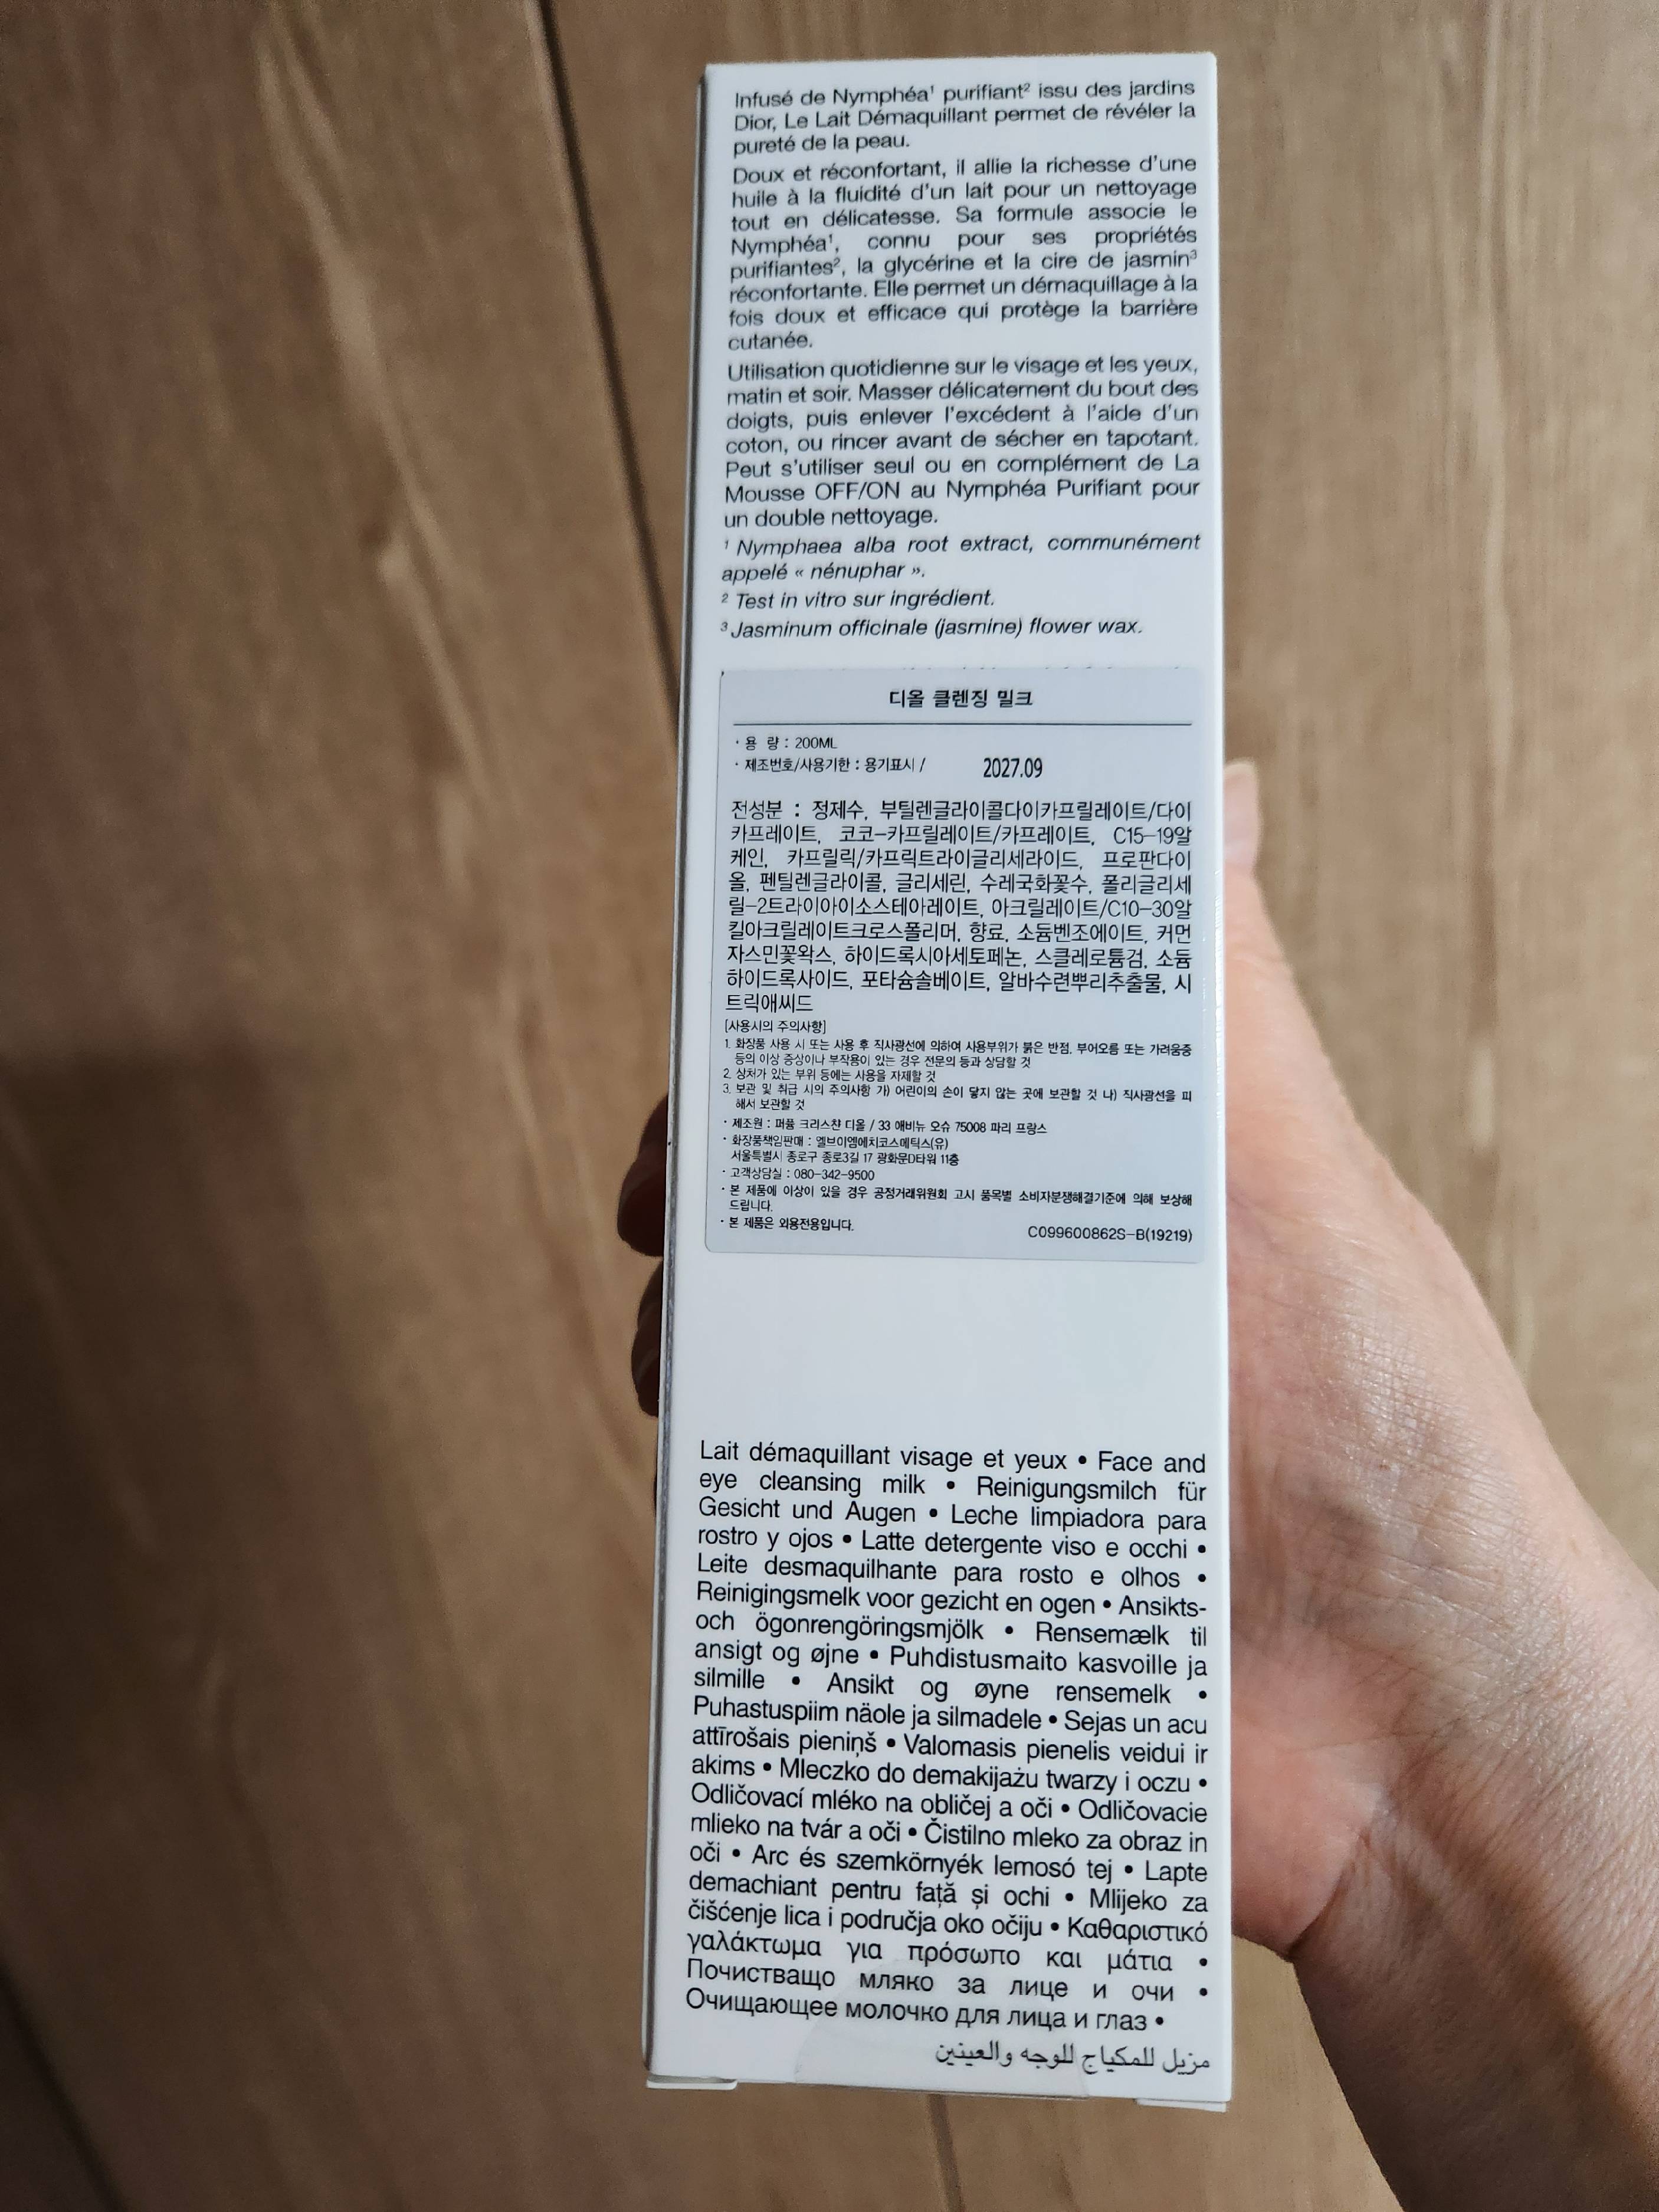 Infusé de Nymphéa¹ purifiant² issu des jardins
Dior, Le Lait Démaquillant permet de révéler la
pureté de la peau.
Doux et réconfortant, il allie la richesse d'une
huile à la fluidité d'un lait pour un nettoyage
tout en délicatesse. Sa formule associe le
Nymphéa¹, connu pour ses propriétés
purifiantes², la glycérine et la cire de jasmin³
réconfortante. Elle permet un démaquillage à la
fois doux et efficace qui protège la barrière
cutanée.
Utilisation quotidienne sur le visage et les yeux,
matin et soir. Masser délicatement du bout des
doigts, puis enlever l'excédent à l'aide d'un
coton, ou rincer avant de sécher en tapotant.
Peut s'utiliser seul ou en complément de La
Mousse OFF/ON au Nymphéa Purifiant pour
un double nettoyage.
¹ Nymphaea alba root extract, communément
appelé « nénuphar ».
² Test in vitro sur ingrédient.
³ Jasminum officinale (jasmine) flower wax.
디올 클렌징 밀크
· 용 량 : 200ML
· 제조번호/사용기한 : 용기표시 / 2027.09
전성분 : 정제수, 부틸렌글라이콜다이카프릴레이트/다이
카프레이트, 코코-카프릴레이트/카프레이트, C15-19알
케인, 카프릴릭/카프릭트라이글리세라이드, 프로판다이
올, 펜틸렌글라이콜, 글리세린, 수레국화꽃수, 폴리글리세
릴-2트라이아이소스테아레이트, 아크릴레이트/C10-30알
킬아크릴레이트크로스폴리머, 향료, 소듐벤조에이트, 커먼
자스민꽃왁스, 하이드록시아세토페논, 스클레로튬검, 소듐
하이드록사이드, 포타슘솔베이트, 알바수련뿌리추출물, 시
트릭애씨드
[사용시의 주의사항]
1. 화장품 사용 시 또는 사용 후 직사광선에 의하여 사용부위가 붉은 반점, 부어오름 또는 가려움증
등의 이상 증상이나 부작용이 있는 경우 전문의 등과 상담할 것
2. 상처가 있는 부위 등에는 사용을 자제할 것
3. 보관 및 취급 시의 주의사항 가) 어린이의 손이 닿지 않는 곳에 보관할 것 나) 직사광선을 피
해서 보관할 것
· 제조원 : 퍼퓸 크리스챤 디올 / 33 애비뉴 오슈 75008 파리 프랑스
· 화장품책임판매 : 엘브이엠에치코스메틱스(유)
서울특별시 종로구 종로3길 17 광화문D타워 11층
· 고객상담실 : 080-342-9500
· 본 제품에 이상이 있을 경우 공정거래위원회 고시 품목별 소비자분쟁해결기준에 의해 보상해
드립니다.
· 본 제품은 외용전용입니다.
C099600862S-B(19219)
Lait démaquillant visage et yeux • Face and
eye cleansing milk • Reinigungsmilch für
Gesicht und Augen • Leche limpiadora para
rostro y ojos • Latte detergente viso e occhi •
Leite desmaquilhante para rosto e olhos •
Reinigingsmelk voor gezicht en ogen • Ansikts-
och ögonrengöringsmjölk • Rensemælk til
ansigt og øjne • Puhdistusmaito kasvoille ja
silmille • Ansikt og øyne rensemelk •
Puhastuspiim näole ja silmadele • Sejas un acu
attīrošais pieniņš • Valomasis pienelis veidui ir
akims • Mleczko do demakijażu twarzy i oczu •
Odličovací mléko na obličej a oči • Odličovacie
mlieko na tvár a oči • Čistilno mleko za obraz in
oči • Arc és szemkörnyék lemosó tej • Lapte
demachiant pentru față și ochi • Mlijeko za
čišćenje lica i područja oko očiju • Καθαριστικό
γαλάκτωμα για πρόσωπο και μάτια •
Почистващо мляко за лице и очи •
Очищающее молочко для лица и глаз •
مزيل للمكياج للوجه والعينين